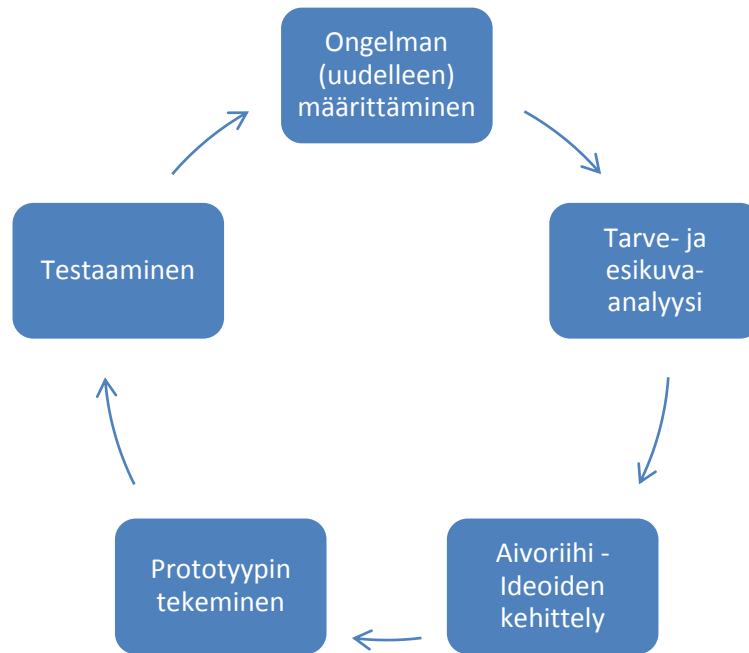 Ongelman
(uudelleen)
määrittäminen
Tarve- ja
esikuva-
analyysi
Aivoriihi -
Ideoiden
kehittely
Prototyypin
tekeminen
Testaaminen